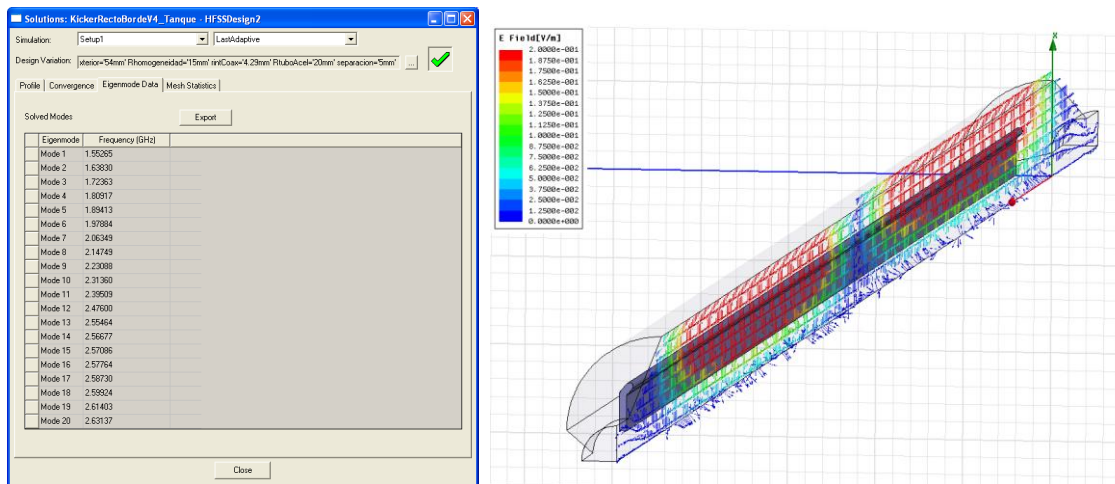 Solutions: KickerRectoBordeV4_Tanque - HFSSDesign2
Simulation: Setup1 LastAdaptive
Design Variation: xterior='54mm' Rhomogeneidad='15mm' rintCoax='4.29mm' RtuboAcel='20mm' separacion='5mm' ...
Profile Convergence Eigenmode Data Mesh Statistics
Solved Modes Export
Eigenmode Frequency (GHz)
Mode 1 1.55265
Mode 2 1.63830
Mode 3 1.72363
Mode 4 1.80917
Mode 5 1.89413
Mode 6 1.97884
Mode 7 2.06349
Mode 8 2.14749
Mode 9 2.23088
Mode 10 2.31360
Mode 11 2.39509
Mode 12 2.47600
Mode 13 2.55464
Mode 14 2.56677
Mode 15 2.57086
Mode 16 2.57764
Mode 17 2.58730
Mode 18 2.59924
Mode 19 2.61403
Mode 20 2.63137
Close
E Field[V/m]
2.0000e-001
1.8750e-001
1.7500e-001
1.6250e-001
1.5000e-001
1.3750e-001
1.2500e-001
1.1250e-001
1.0000e-001
8.7500e-002
7.5000e-002
6.2500e-002
5.0000e-002
3.7500e-002
2.5000e-002
1.2500e-002
0.0000e+000
X